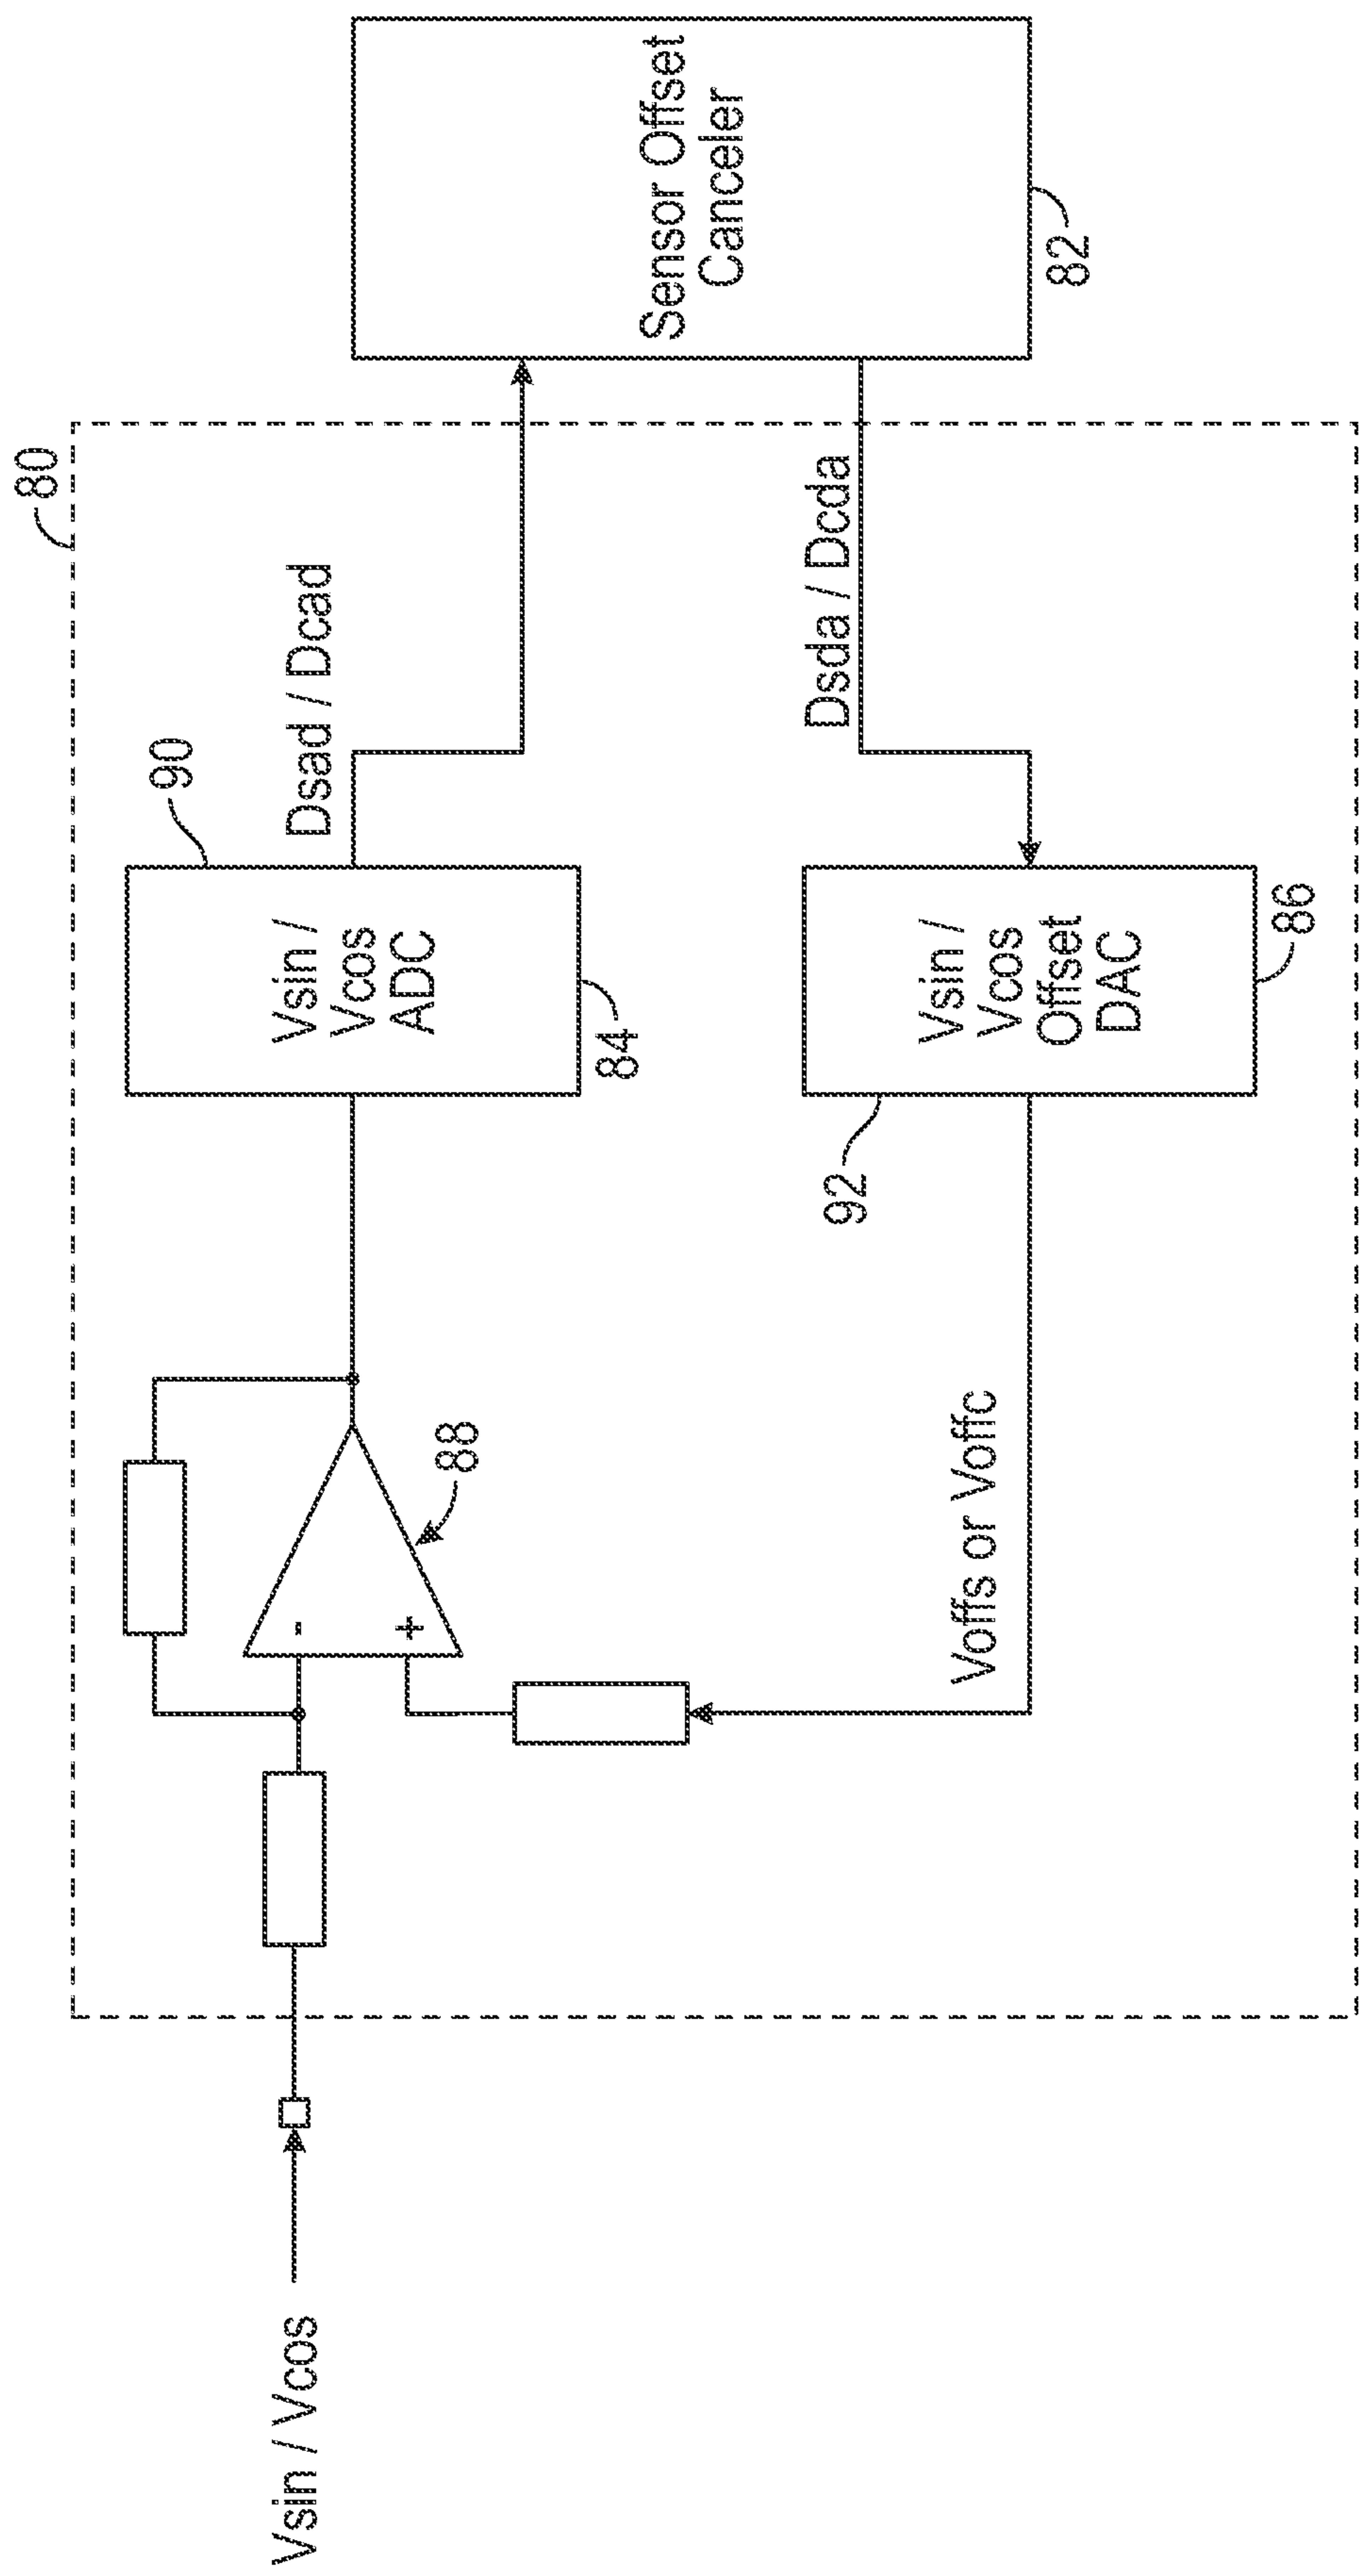 80
Vsin / Vcos
-
+
88
90
Vsin /
Vcos
ADC
84
Dsad / Dcad
Sensor Offset
Canceler
82
Dsda / Dcda
92
Vsin /
Vcos
Offset
DAC
86
Voffs or Voffc